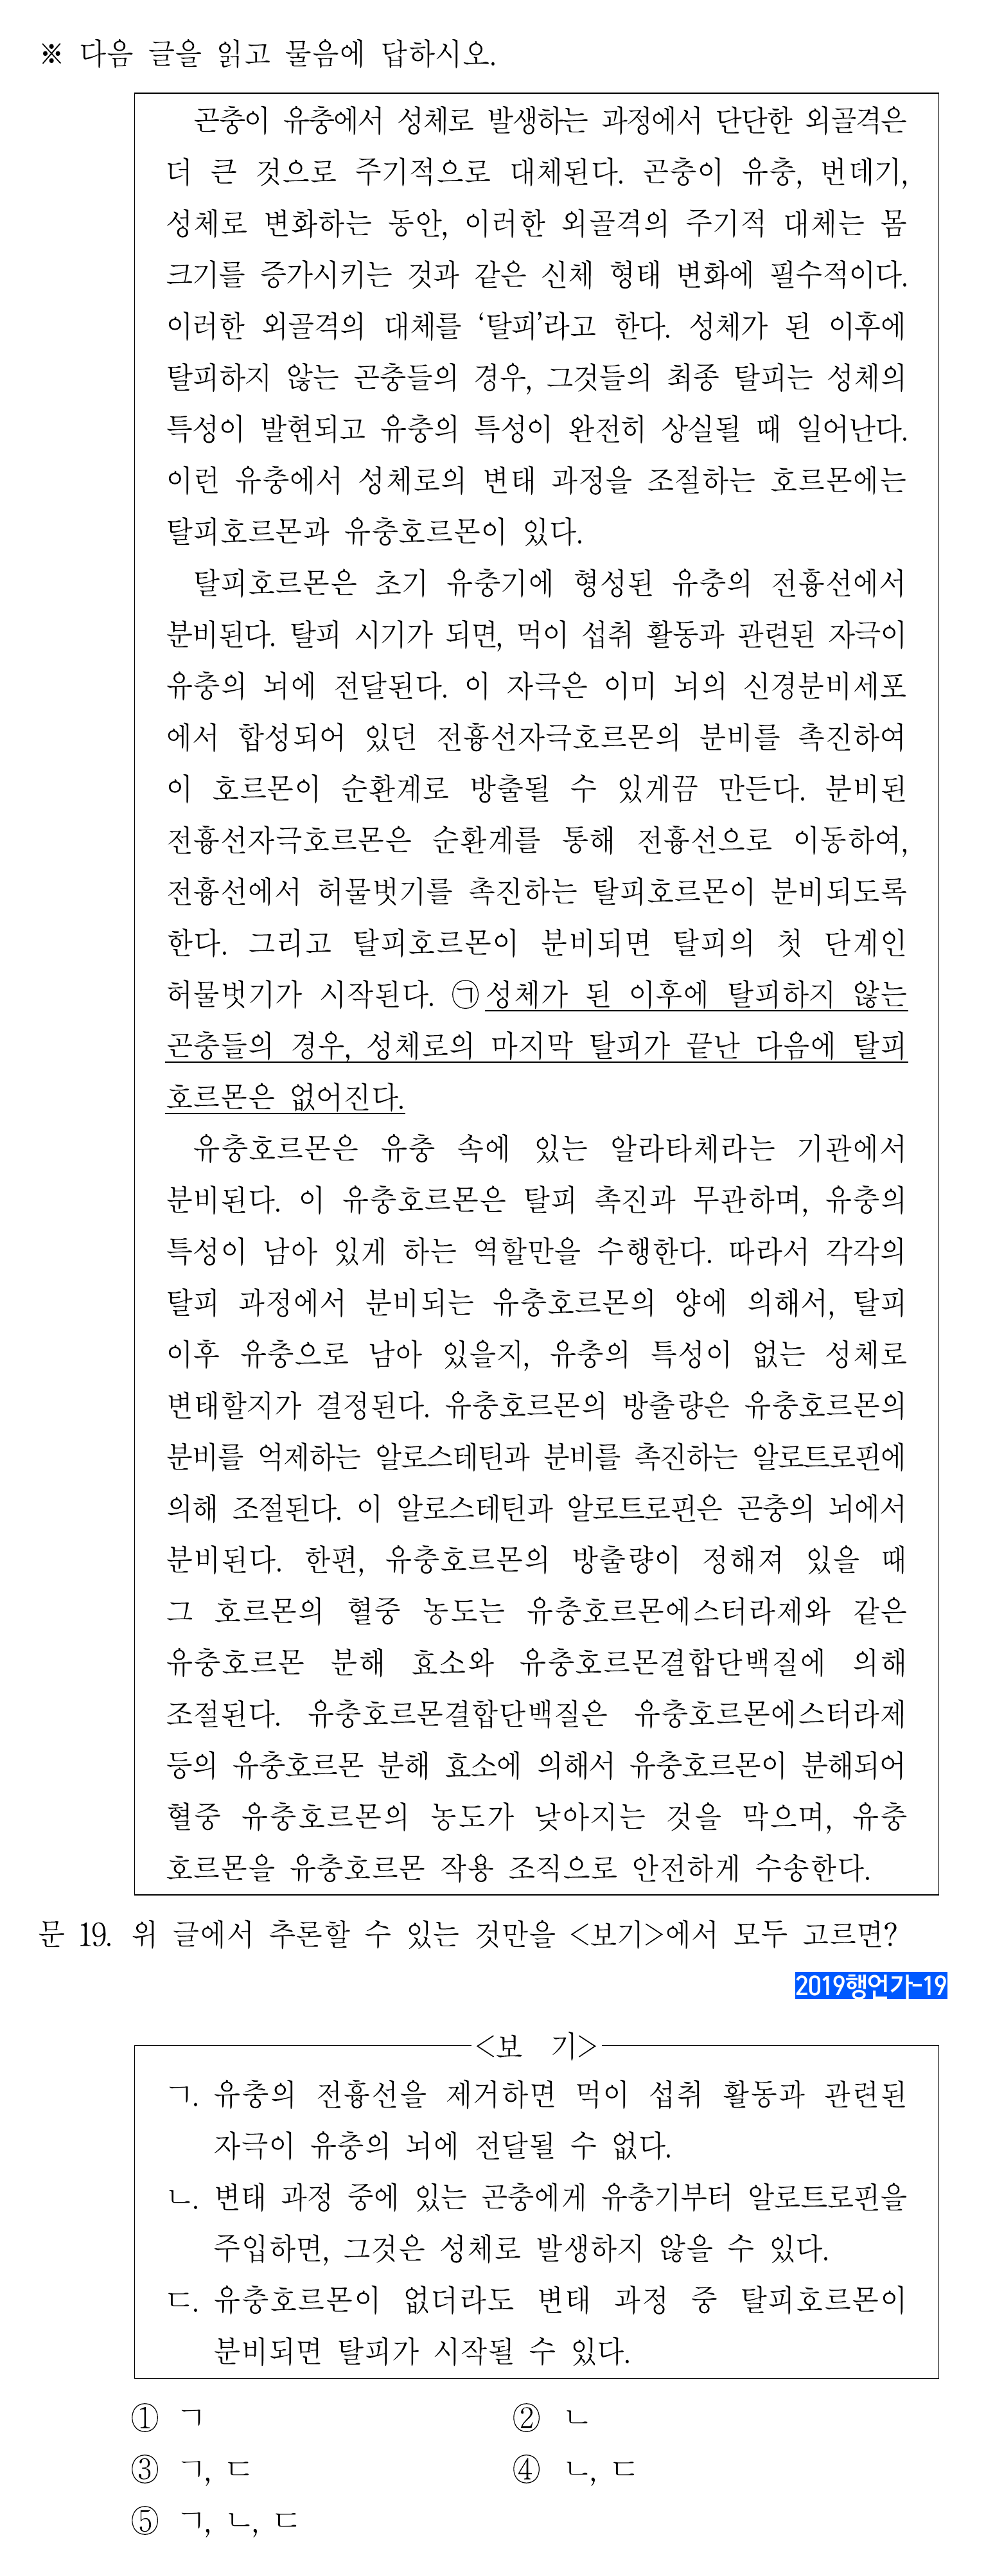 ※ 다음 글을 읽고 물음에 답하시오.
곤충이 유충에서 성체로 발생하는 과정에서 단단한 외골격은
더 큰 것으로 주기적으로 대체된다. 곤충이 유충, 번데기,
성체로 변화하는 동안, 이러한 외골격의 주기적 대체는 몸
크기를 증가시키는 것과 같은 신체 형태 변화에 필수적이다.
이러한 외골격의 대체를 ‘탈피’라고 한다. 성체가 된 이후에
탈피하지 않는 곤충들의 경우, 그것들의 최종 탈피는 성체의
특성이 발현되고 유충의 특성이 완전히 상실될 때 일어난다.
이런 유충에서 성체로의 변태 과정을 조절하는 호르몬에는
탈피호르몬과 유충호르몬이 있다.
탈피호르몬은 초기 유충기에 형성된 유충의 전흉선에서
분비된다. 탈피 시기가 되면, 먹이 섭취 활동과 관련된 자극이
유충의 뇌에 전달된다. 이 자극은 이미 뇌의 신경분비세포
에서 합성되어 있던 전흉선자극호르몬의 분비를 촉진하여
이 호르몬이 순환계로 방출될 수 있게끔 만든다. 분비된
전흉선자극호르몬은 순환계를 통해 전흉선으로 이동하여,
전흉선에서 허물벗기를 촉진하는 탈피호르몬이 분비되도록
한다. 그리고 탈피호르몬이 분비되면 탈피의 첫 단계인
허물벗기가 시작된다. ㉠성체가 된 이후에 탈피하지 않는
곤충들의 경우, 성체로의 마지막 탈피가 끝난 다음에 탈피
호르몬은 없어진다.
유충호르몬은 유충 속에 있는 알라타체라는 기관에서
분비된다. 이 유충호르몬은 탈피 촉진과 무관하며, 유충의
특성이 남아 있게 하는 역할만을 수행한다. 따라서 각각의
탈피 과정에서 분비되는 유충호르몬의 양에 의해서, 탈피
이후 유충으로 남아 있을지, 유충의 특성이 없는 성체로
변태할지가 결정된다. 유충호르몬의 방출량은 유충호르몬의
분비를 억제하는 알로스테틴과 분비를 촉진하는 알로트로핀에
의해 조절된다. 이 알로스테틴과 알로트로핀은 곤충의 뇌에서
분비된다. 한편, 유충호르몬의 방출량이 정해져 있을 때
그 호르몬의 혈중 농도는 유충호르몬에스터라제와 같은
유충호르몬 분해 효소와 유충호르몬결합단백질에 의해
조절된다. 유충호르몬결합단백질은 유충호르몬에스터라제
등의 유충호르몬 분해 효소에 의해서 유충호르몬이 분해되어
혈중 유충호르몬의 농도가 낮아지는 것을 막으며, 유충
호르몬을 유충호르몬 작용 조직으로 안전하게 수송한다.
문 19. 위 글에서 추론할 수 있는 것만을 <보기>에서 모두 고르면?
2019행언가-19
<보 기>
ㄱ. 유충의 전흉선을 제거하면 먹이 섭취 활동과 관련된
자극이 유충의 뇌에 전달될 수 없다.
ㄴ. 변태 과정 중에 있는 곤충에게 유충기부터 알로트로핀을
주입하면, 그것은 성체로 발생하지 않을 수 있다.
ㄷ. 유충호르몬이 없더라도 변태 과정 중 탈피호르몬이
분비되면 탈피가 시작될 수 있다.
① ㄱ ② ㄴ
③ ㄱ, ㄷ ④ ㄴ, ㄷ
⑤ ㄱ, ㄴ, ㄷ